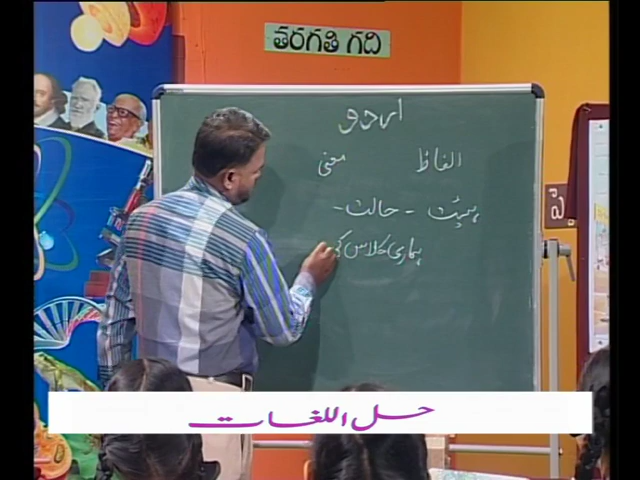 తరగతి గది
اردو
الفاظ معنی
ہیئت - حالت -
ہماری کلاس کی
حل اللغات